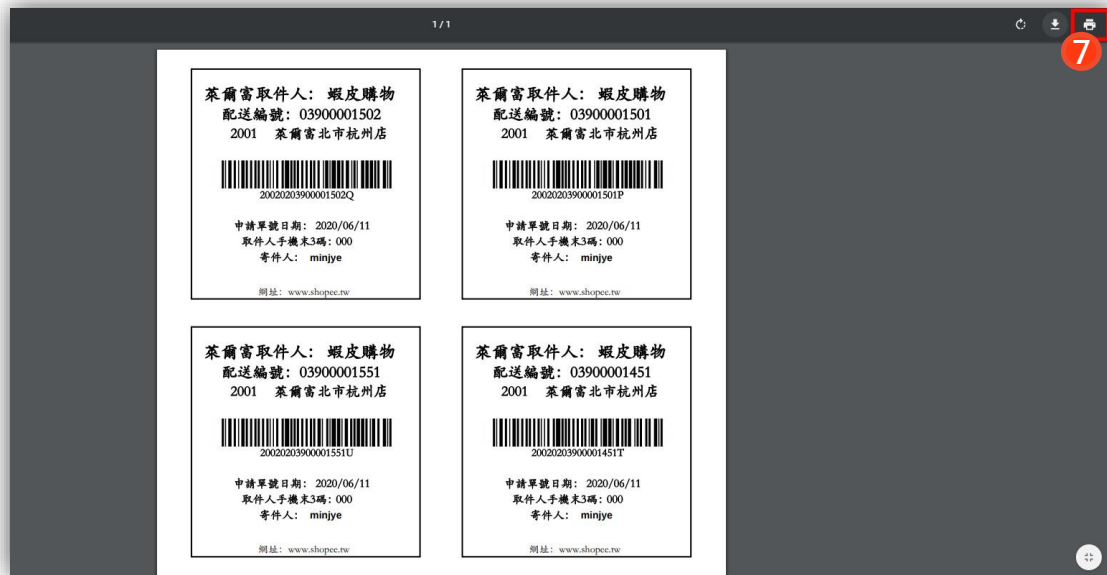 1 / 1
7
萊爾富取件人: 蝦皮購物
配送編號: 03900001502
2001 萊爾富北市杭州店
20020203900001502Q
申請單號日期: 2020/06/11
取件人手機末3碼: 000
寄件人: minjye
網址: www.shopee.tw
萊爾富取件人: 蝦皮購物
配送編號: 03900001501
2001 萊爾富北市杭州店
20020203900001501P
申請單號日期: 2020/06/11
取件人手機末3碼: 000
寄件人: minjye
網址: www.shopee.tw
萊爾富取件人: 蝦皮購物
配送編號: 03900001551
2001 萊爾富北市杭州店
20020203900001551U
申請單號日期: 2020/06/11
取件人手機末3碼: 000
寄件人: minjye
網址: www.shopee.tw
萊爾富取件人: 蝦皮購物
配送編號: 03900001451
2001 萊爾富北市杭州店
20020203900001451T
申請單號日期: 2020/06/11
取件人手機末3碼: 000
寄件人: minjye
網址: www.shopee.tw